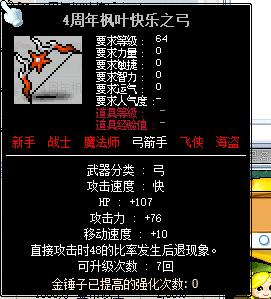 4周年枫叶快乐之弓
要求等级： 64
要求力量： 0
要求敏捷： 0
要求智力： 0
要求运气： 0
要求人气度： -
道具等级： -
道具经验值： -
新手 战士 魔法师 弓箭手 飞侠 海盗
武器分类： 弓
攻击速度： 快
HP： +107
攻击力： +76
移动速度： +10
直接攻击时48的比率发生后退现象。
可升级次数： 7回
金锤子已提高的强化次数： 0